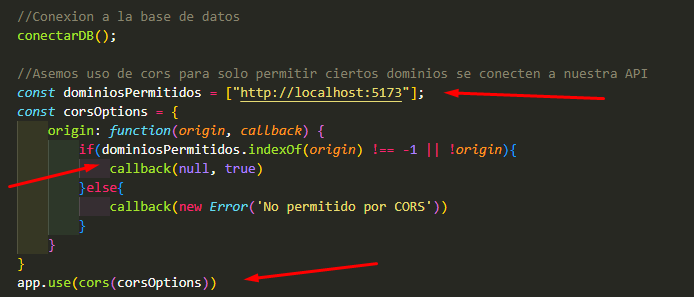 //Conexion a la base de datos
conectarDB();
//Asemos uso de cors para solo permitir ciertos dominios se conecten a nuestra API
const dominiosPermitidos = ["http://localhost:5173"];
const corsOptions = {
origin: function(origin, callback) {
if(dominiosPermitidos.indexOf(origin) !== -1 || !origin){
callback(null, true)
}else{
callback(new Error('No permitido por CORS'))
}
}
}
app.use(cors(corsOptions))